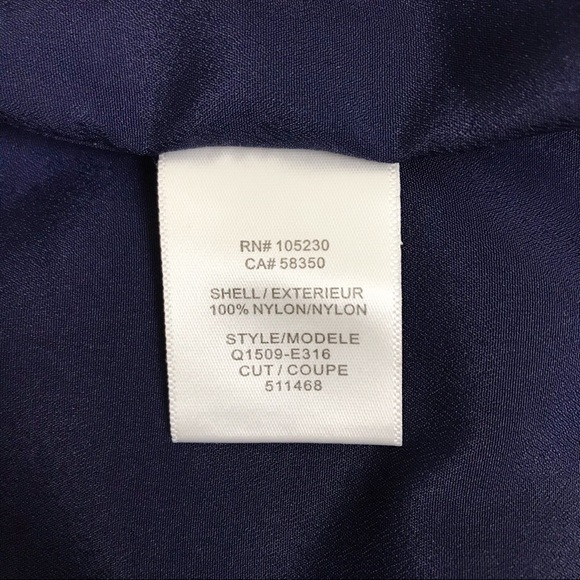 RN# 105230
CA# 58350
SHELL / EXTERIEUR
100% NYLON/NYLON
STYLE/MODELE
Q1509-E316
CUT / COUPE
511468